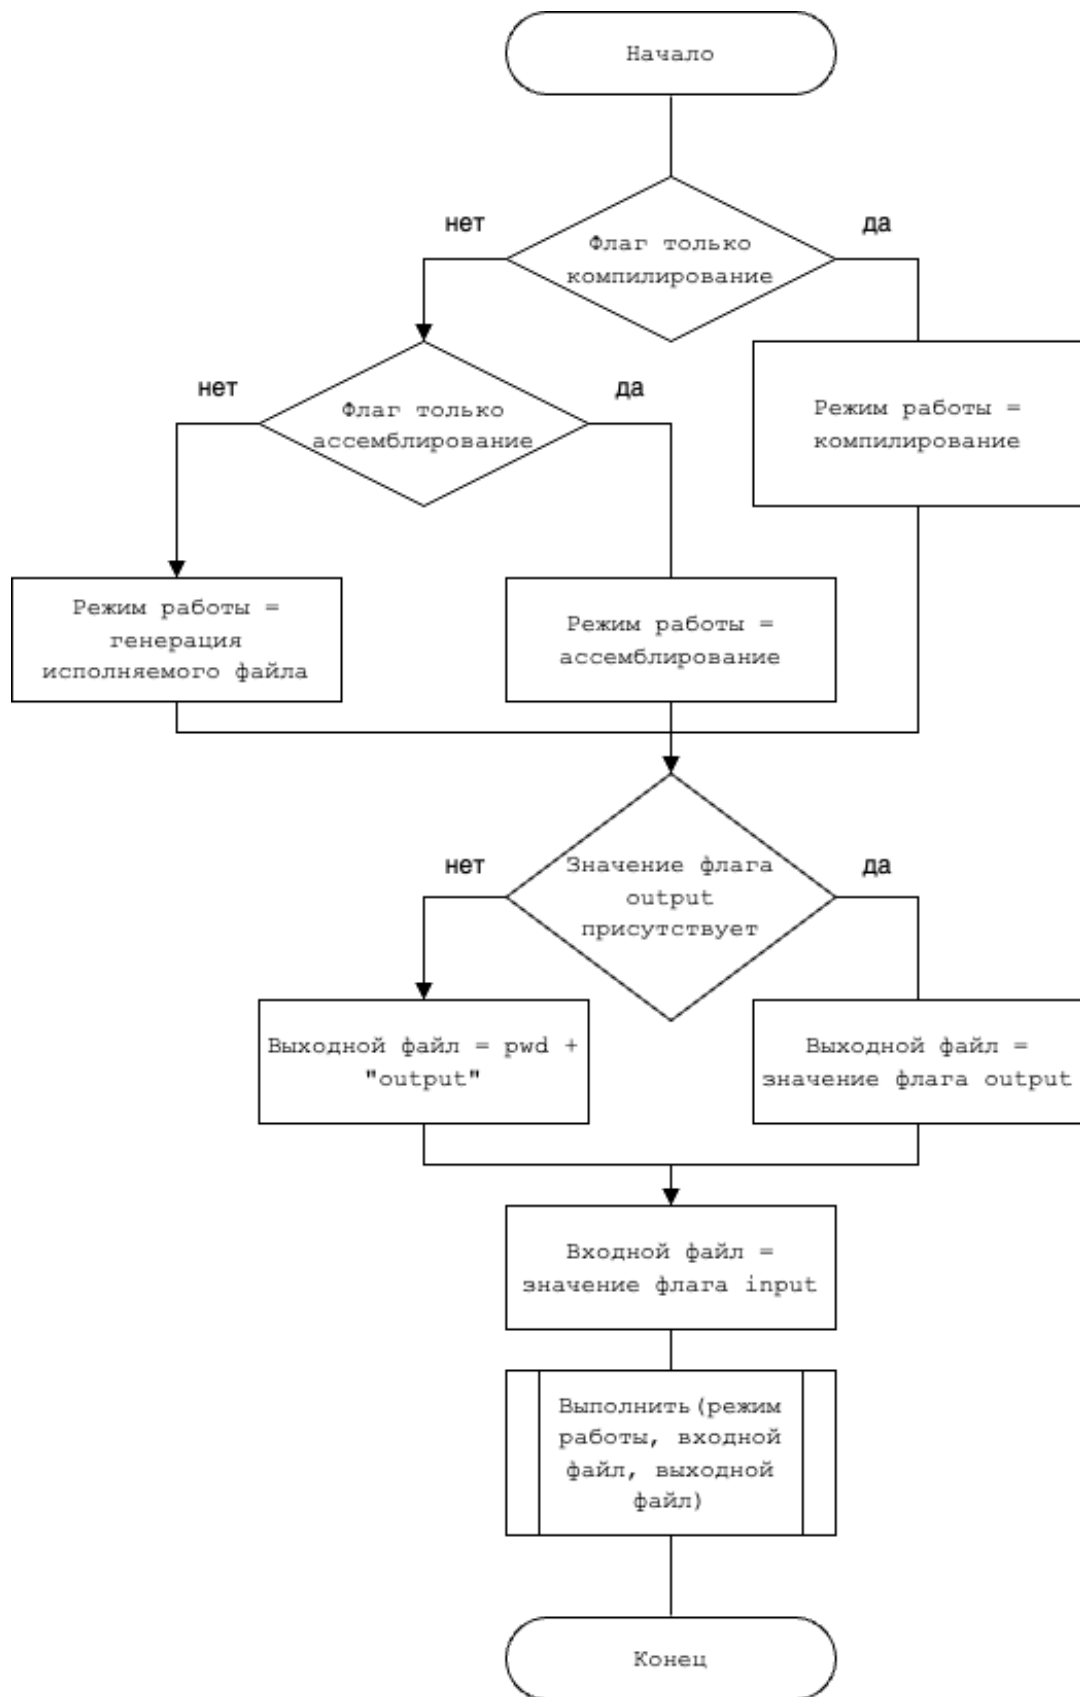 Начало
нет
да
Флаг только
компилирование
нет
да
Флаг только
ассемблирование
Режим работы =
компилирование
Режим работы =
генерация
исполняемого файла
Режим работы =
ассемблирование
нет
да
Значение флага
output
присутствует
Выходной файл = pwd +
"output"
Выходной файл =
значение флага output
Входной файл =
значение флага input
Выполнить(режим
работы, входной
файл, выходной
файл)
Конец